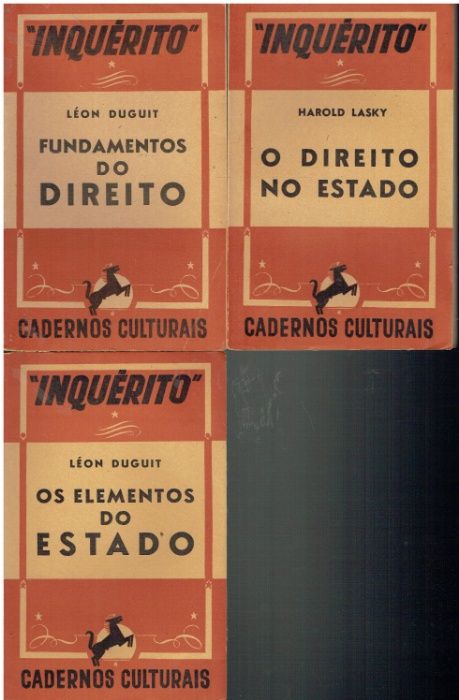 "INQUÉRITO"
LÉON DUGUIT
FUNDAMENTOS
DO
DIREITO
CADERNOS CULTURAIS
"INQUÉRITO"
HAROLD LASKY
O DIREITO
NO ESTADO
CADERNOS CULTURAIS
"INQUÉRITO"
LÉON DUGUIT
OS ELEMENTOS
DO
ESTADO
CADERNOS CULTURAIS